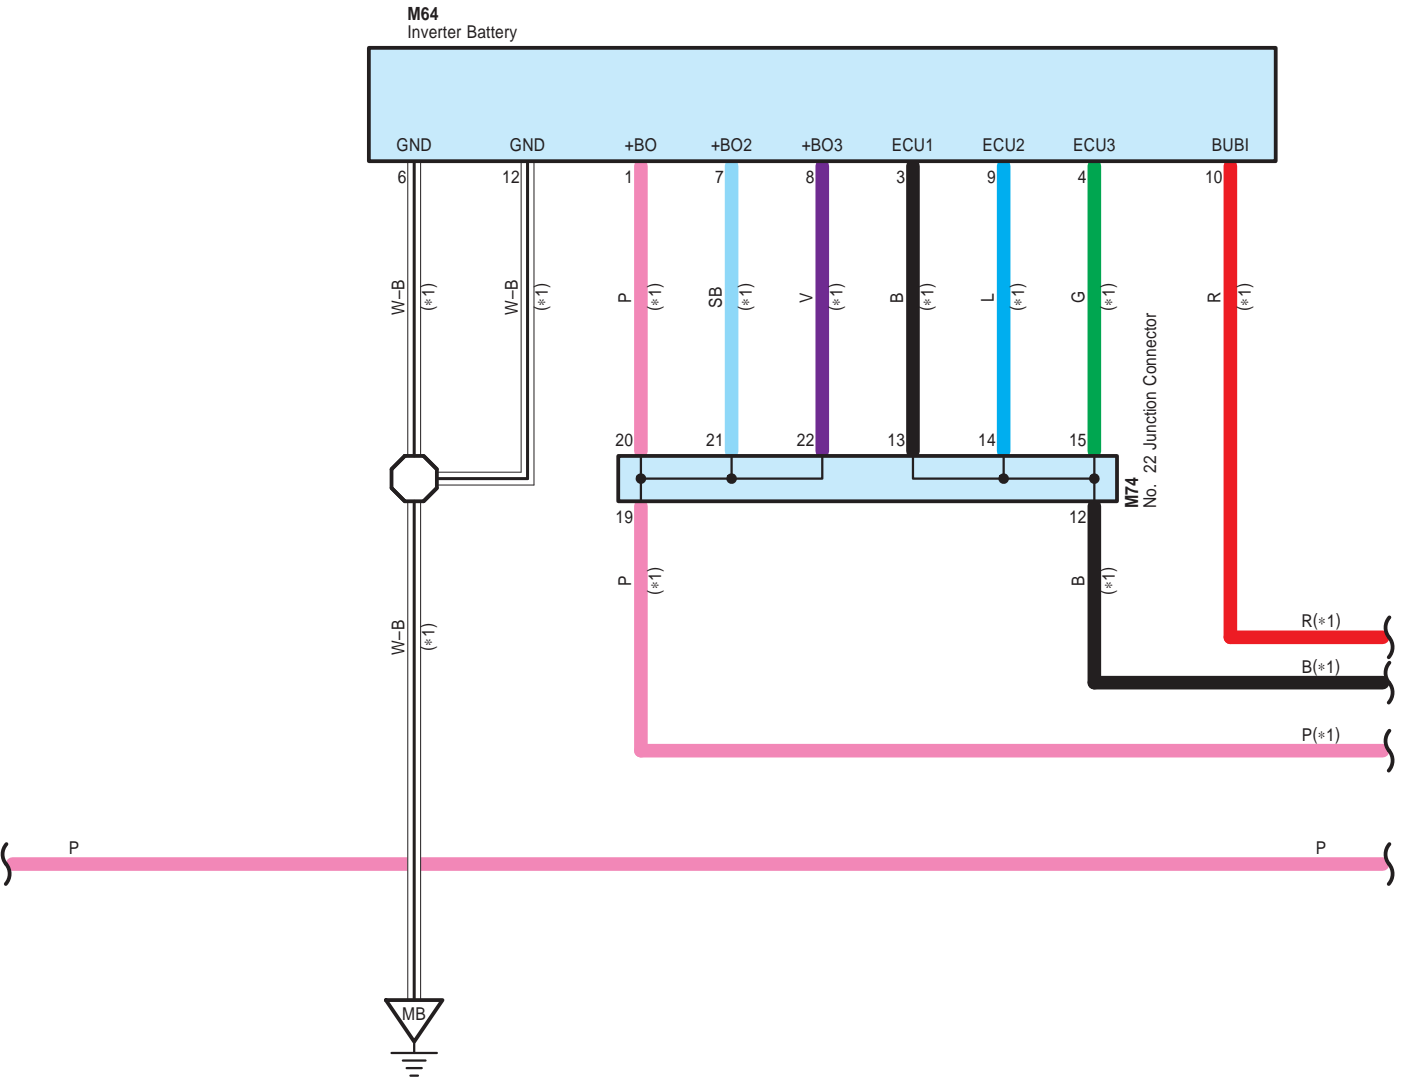 M64
Inverter Battery
GND GND +BO +BO2 +BO3 ECU1 ECU2 ECU3 BUBI
6 12 1 7 8 3 9 4 10
W–B (∗1) W–B (∗1) P (∗1) SB (∗1) V (∗1) B (∗1) L (∗1) G (∗1) R (∗1)
20 21 22 13 14 15
M74
No. 22 Junction Connector
19 12
P (∗1) B (∗1)
W–B (∗1)
R(∗1)
B(∗1)
P(∗1)
P P
MB